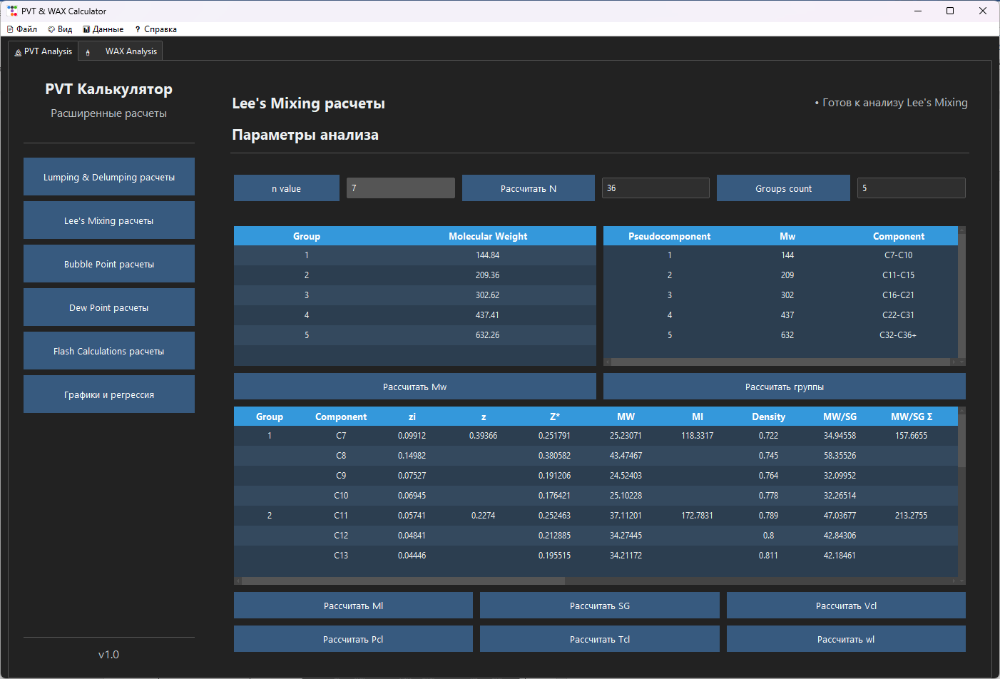 PVT & WAX Calculator
Файл Вид Данные ? Справка
PVT Analysis WAX Analysis
PVT Калькулятор
Расширенные расчеты
Lumping & Delumping расчеты
Lee's Mixing расчеты
Bubble Point расчеты
Dew Point расчеты
Flash Calculations расчеты
Графики и регрессия
v1.0
Lee's Mixing расчеты
• Готов к анализу Lee's Mixing
Параметры анализа
n value 7 Рассчитать N 36 Groups count 5
Group Molecular Weight
1 144.84
2 209.36
3 302.62
4 437.41
5 632.26
Рассчитать Mw
Pseudocomponent Mw Component
1 144 C7-C10
2 209 C11-C15
3 302 C16-C21
4 437 C22-C31
5 632 C32-C36+
Рассчитать группы
Group Component zi z Z* MW Ml Density MW/SG MW/SG Σ
1 C7 0.09912 0.39366 0.251791 25.23071 118.3317 0.722 34.94558 157.6655
C8 0.14982 0.380582 43.47467 0.745 58.35526
C9 0.07527 0.191206 24.52403 0.764 32.09952
C10 0.06945 0.176421 25.10228 0.778 32.26514
2 C11 0.05741 0.2274 0.252463 37.11201 172.7831 0.789 47.03677 213.2755
C12 0.04841 0.212885 34.27445 0.8 42.84306
C13 0.04446 0.195515 34.21172 0.811 42.18461
Рассчитать Ml Рассчитать SG Рассчитать Vcl
Рассчитать Pcl Рассчитать Tcl Рассчитать wl